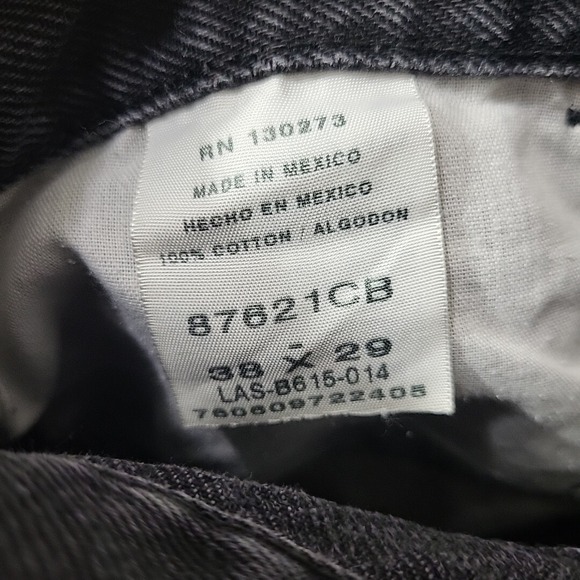 RN 130273
MADE IN MEXICO
HECHO EN MEXICO
100% COTTON / ALGODON
87621CB
38 X 29
LAS-B615-014
760609722405